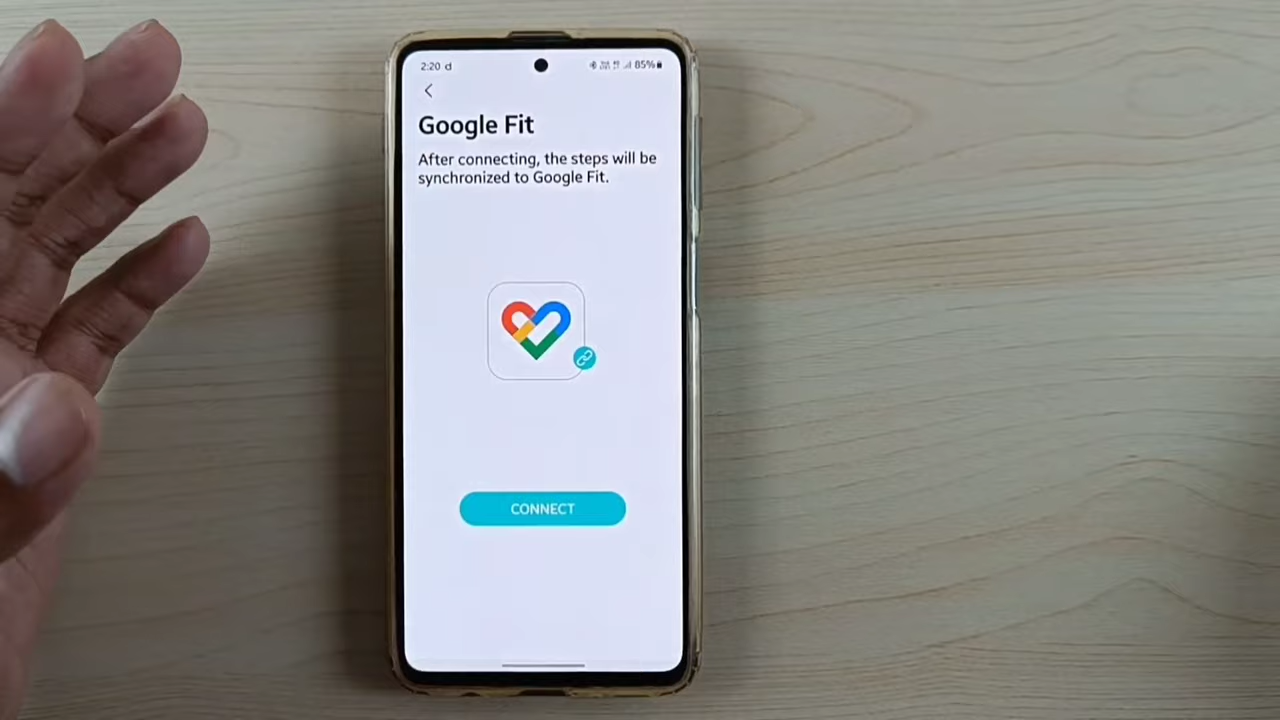 2:20 d
85%
Google Fit
After connecting, the steps will be
synchronized to Google Fit.
CONNECT